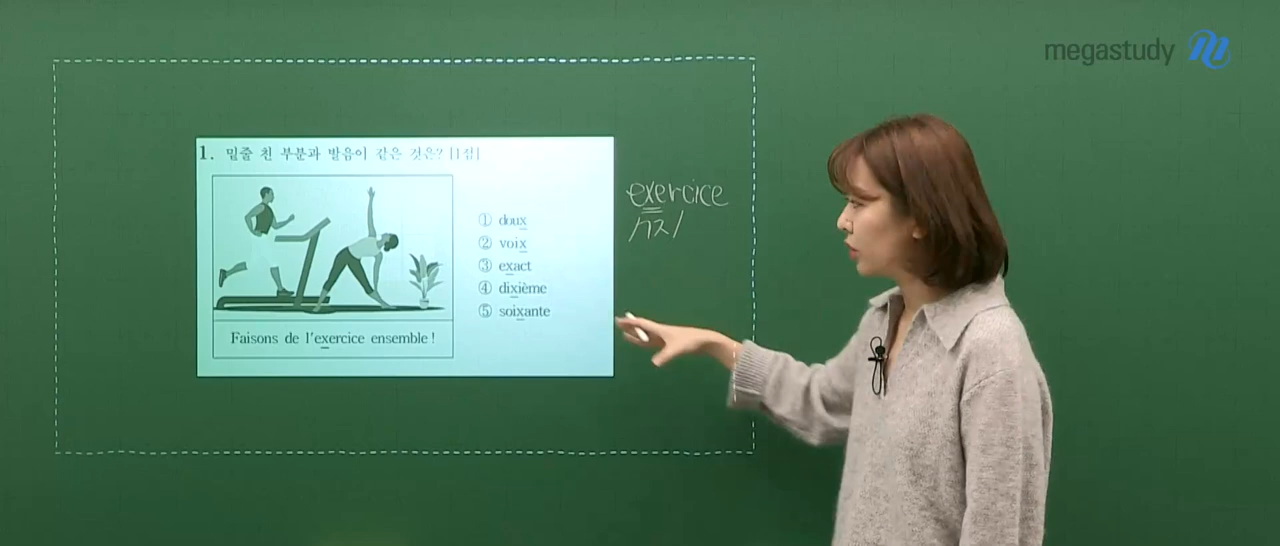 megastudy
1. 밑줄 친 부분과 발음이 같은 것은? [1점]
① doux
② voix
③ exact
④ dixième
⑤ soixante
Faisons de l'exercice ensemble !
exercice
/ㄱㅈ/